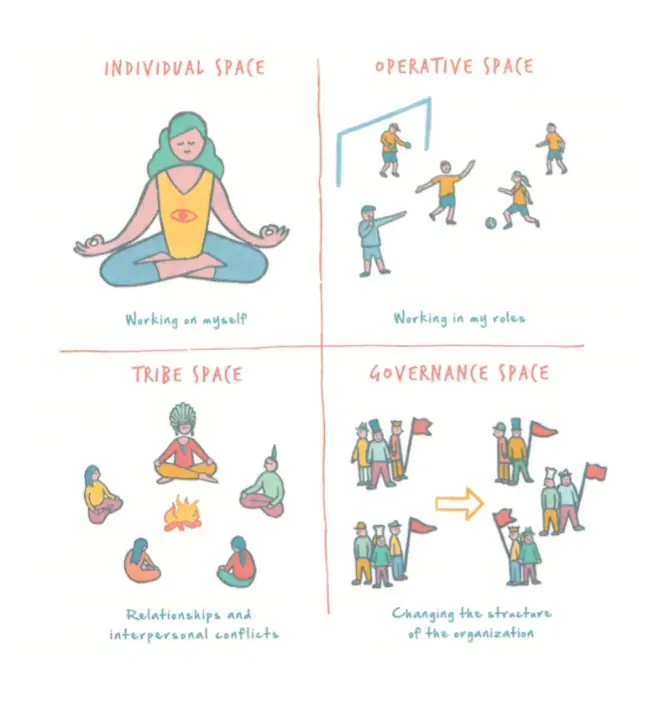 INDIVIDUAL SPACE
Working on myself
OPERATIVE SPACE
Working in my roles
TRIBE SPACE
Relationships and
interpersonal conflicts
GOVERNANCE SPACE
Changing the structure
of the organization